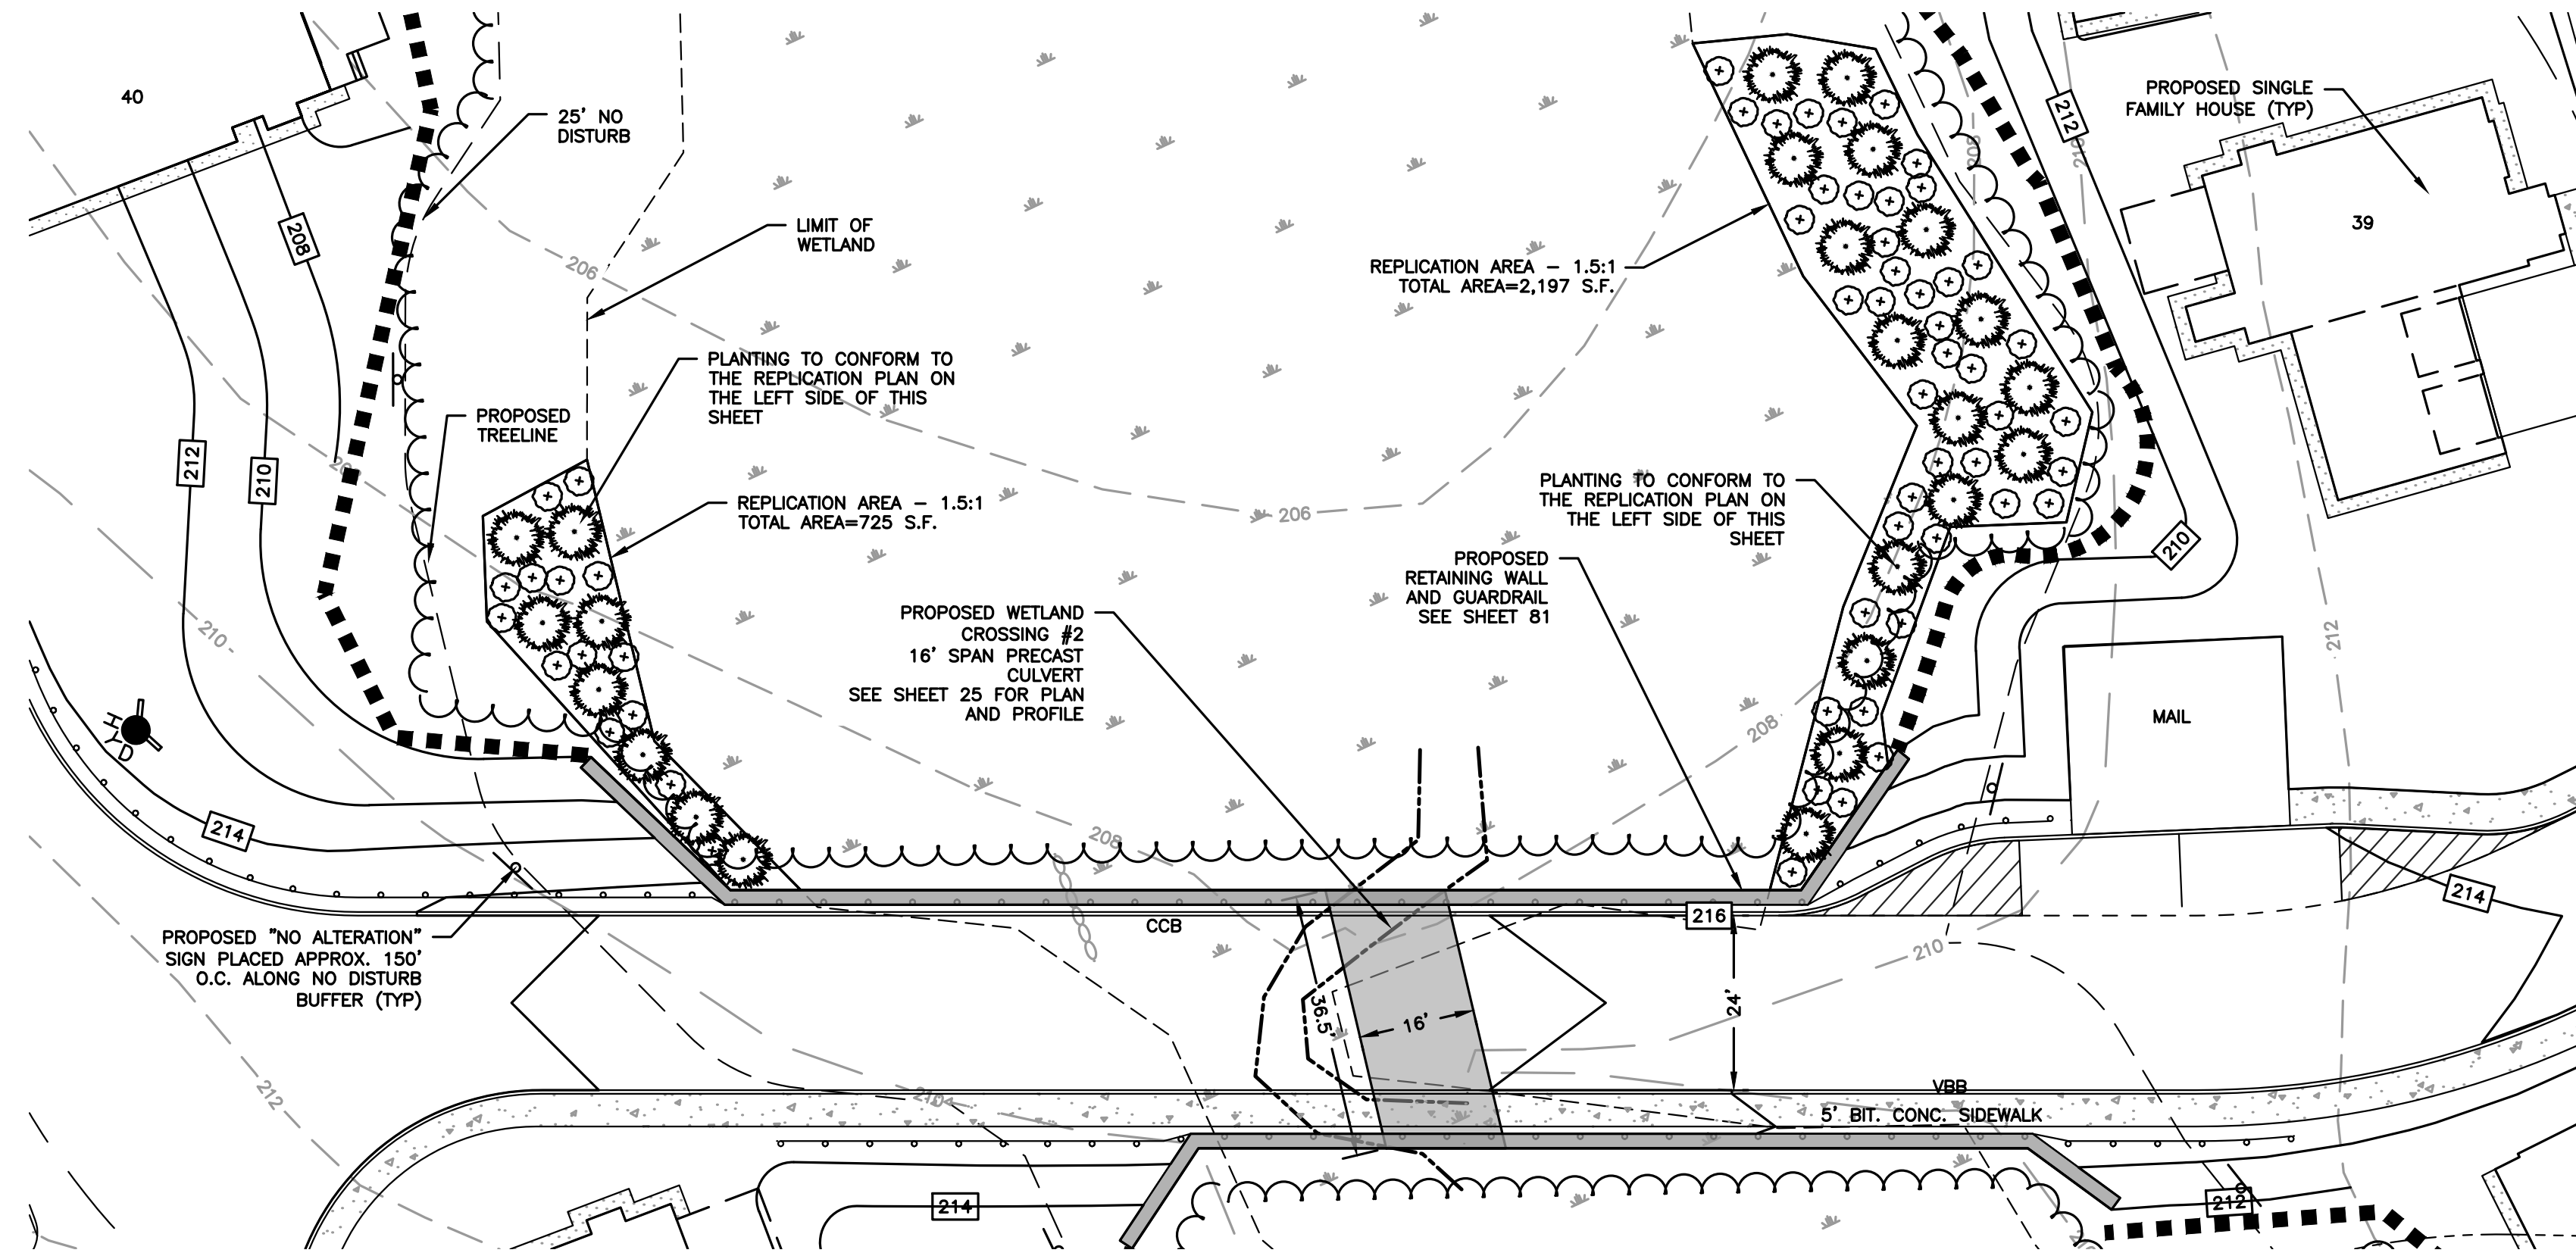 40
25' NO
DISTURB
PROPOSED SINGLE
FAMILY HOUSE (TYP)
212
210
208
39
208
LIMIT OF
WETLAND
206
REPLICATION AREA – 1.5:1
TOTAL AREA=2,197 S.F.
PLANTING TO CONFORM TO
THE REPLICATION PLAN ON
THE LEFT SIDE OF THIS
SHEET
PROPOSED
TREELINE
212
210
REPLICATION AREA – 1.5:1
TOTAL AREA=725 S.F.
206
PLANTING TO CONFORM TO
THE REPLICATION PLAN ON
THE LEFT SIDE OF THIS
SHEET
210
PROPOSED
RETAINING WALL
AND GUARDRAIL
SEE SHEET 81
PROPOSED WETLAND
CROSSING #2
16' SPAN PRECAST
CULVERT
SEE SHEET 25 FOR PLAN
AND PROFILE
210
212
HYD
208
MAIL
214
208
214
216
CCB
PROPOSED "NO ALTERATION"
SIGN PLACED APPROX. 150'
O.C. ALONG NO DISTURB
BUFFER (TYP)
210
36.5'
16'
24'
212
210
VBB
5' BIT. CONC. SIDEWALK
214
212